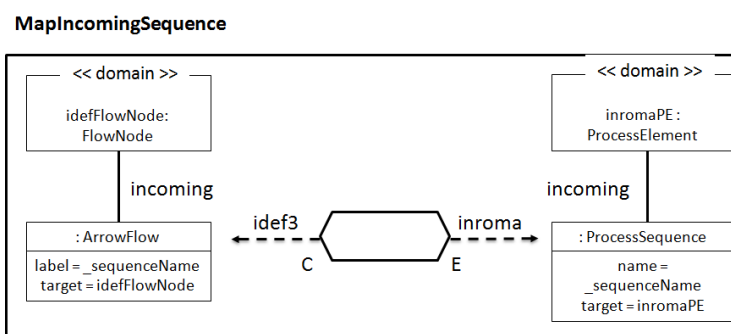 MapIncomingSequence
<< domain >>
idefFlowNode:
FlowNode
incoming
: ArrowFlow
label = _sequenceName
target = idefFlowNode
idef3
C
inroma
E
<< domain >>
inromaPE :
ProcessElement
incoming
: ProcessSequence
name =
_sequenceName
target = inromaPE